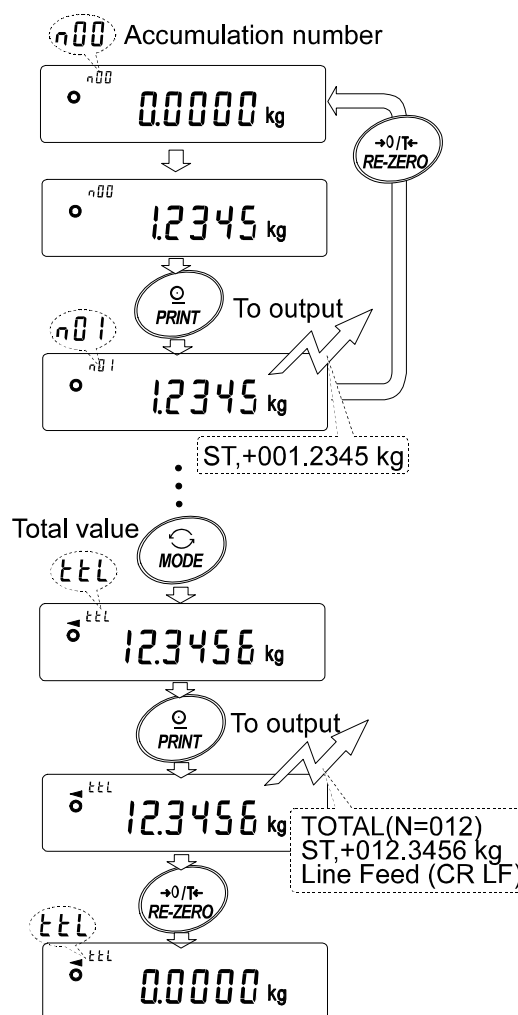 n00 Accumulation number
n00
0.0000 kg
→0/T←
RE-ZERO
n00
1.2345 kg
PRINT
To output
n01
n01
1.2345 kg
ST,+001.2345 kg
Total value
MODE
ttL
ttL
12.3456 kg
PRINT
To output
ttL
12.3456 kg
TOTAL(N=012)
ST,+012.3456 kg
Line Feed (CR LF)
→0/T←
RE-ZERO
ttL
ttL
0.0000 kg